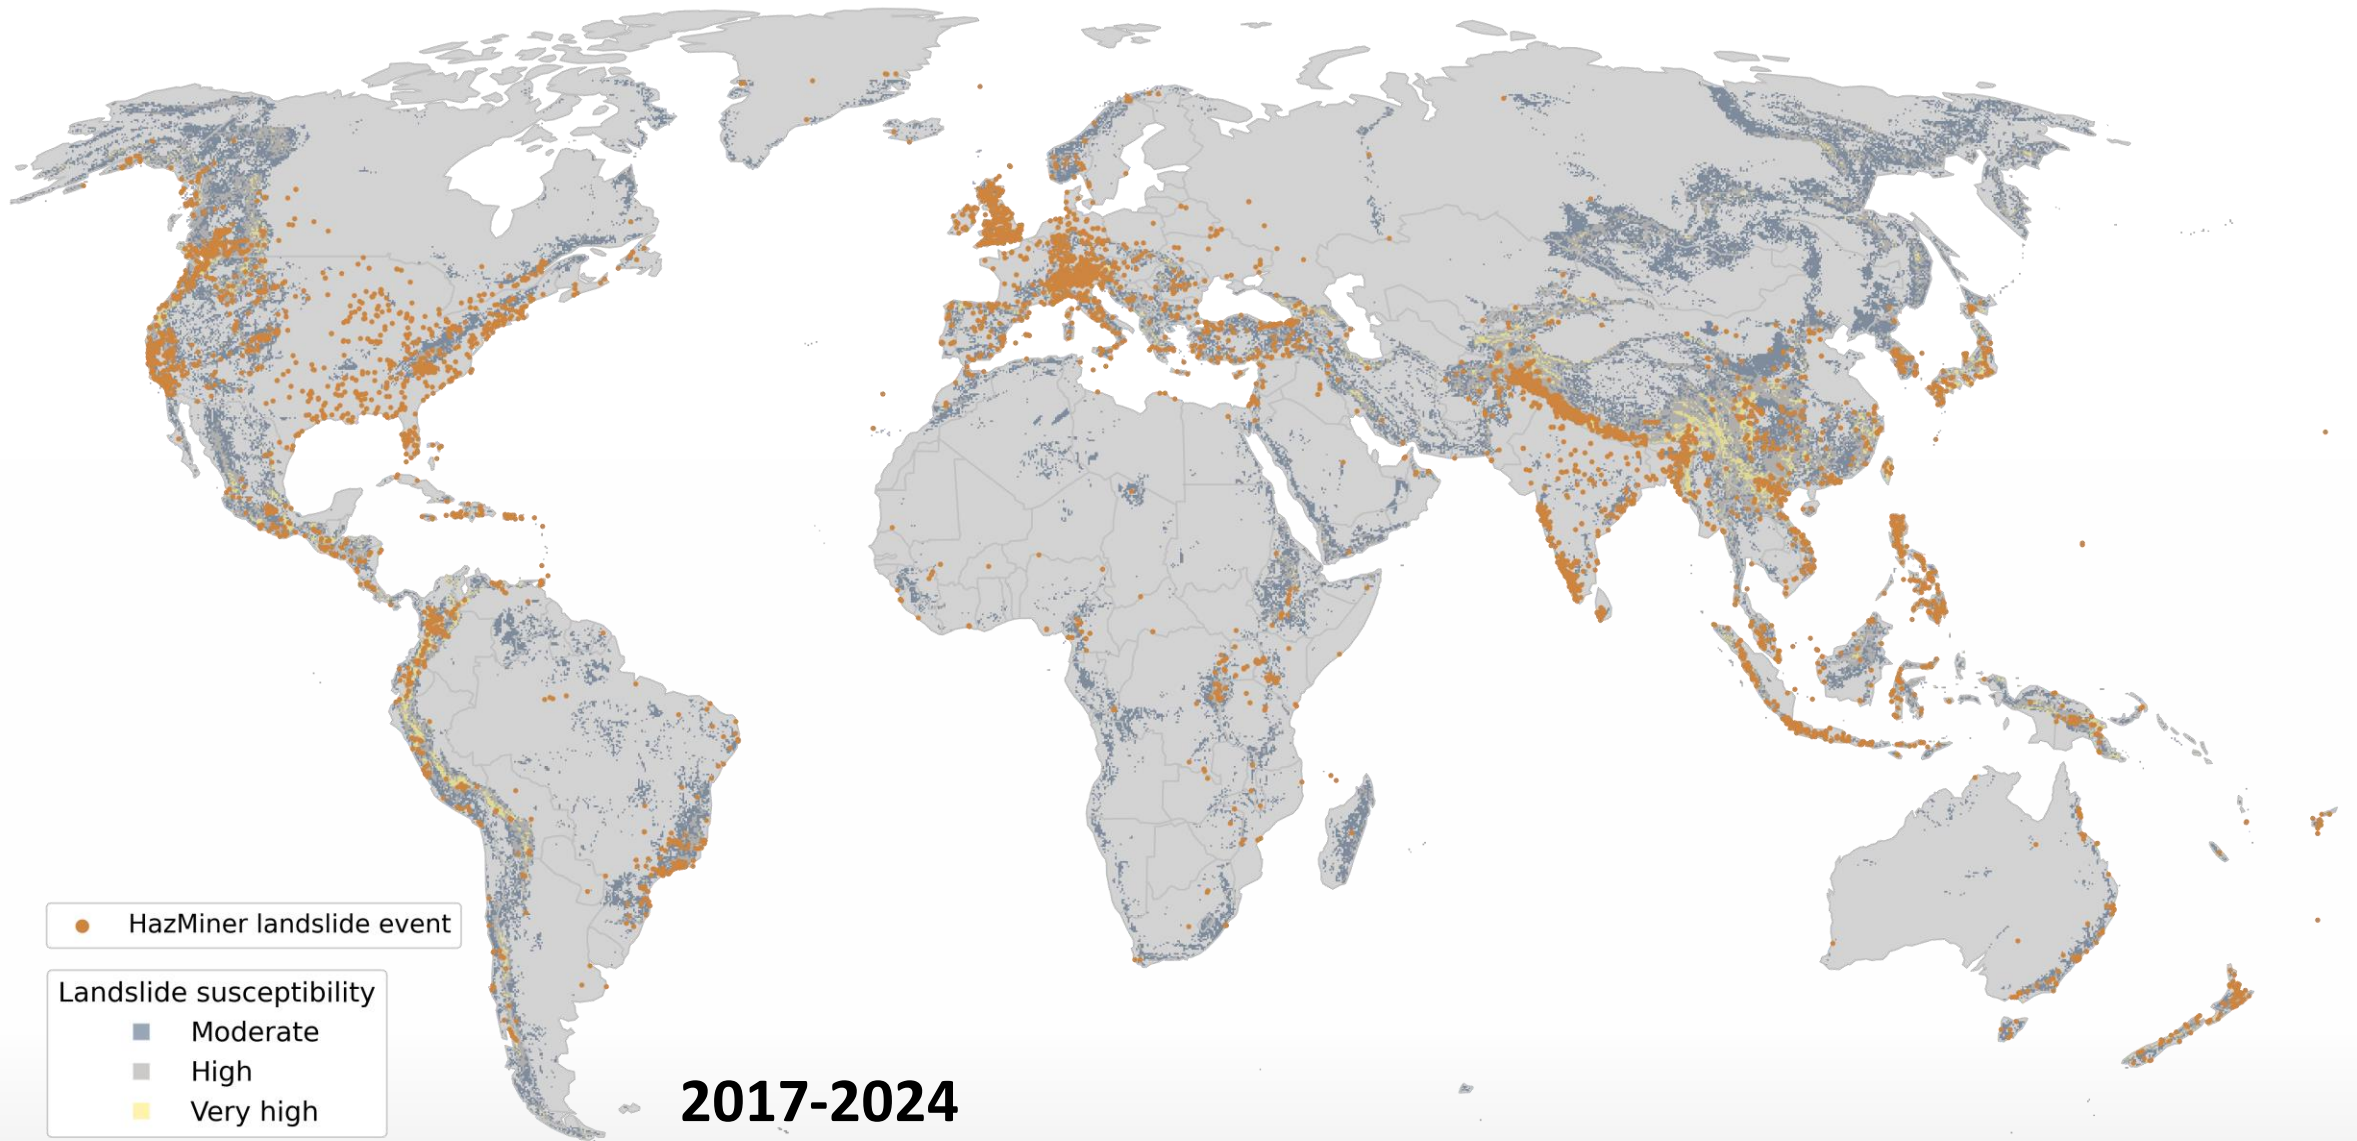 HazMiner landslide event
Landslide susceptibility
Moderate
High
Very high
2017-2024